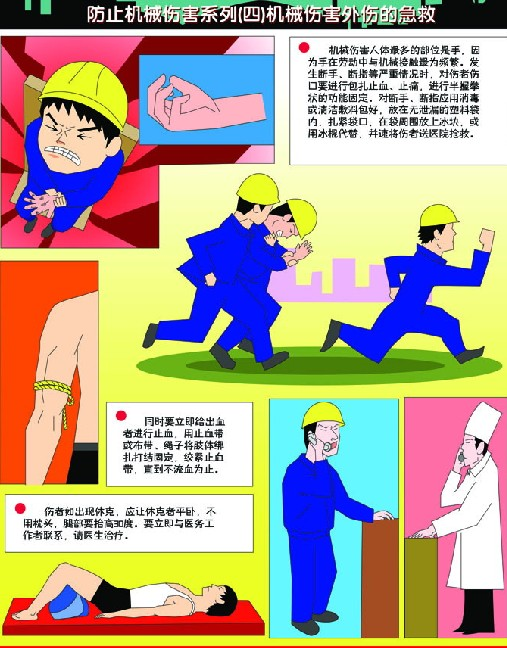 防止机械伤害系列(四)机械伤害外伤的急救
机械伤害人体最多的部位是手，因
为手在劳动中与机械接触最为频繁。发
生断手、断指等严重情况时，对伤者伤
口要进行包扎止血、止痛，进行半握拳
状的功能固定。对断手、断指应用消毒
或清洁敷料包好，放在无泄漏的塑料袋
内，扎紧袋口，在袋周围放上冰块，或
用冰棍代替，并速将伤者送医院抢救。
同时要立即给出血
者进行止血，用止血带
或布带、绳子将肢体绑
扎打结固定，绞紧止血
带，直到不流血为止。
伤者如出现休克，应让休克者平卧，不
用枕头，腿部要抬高30度。要立即与医务工
作者联系，请医生治疗。